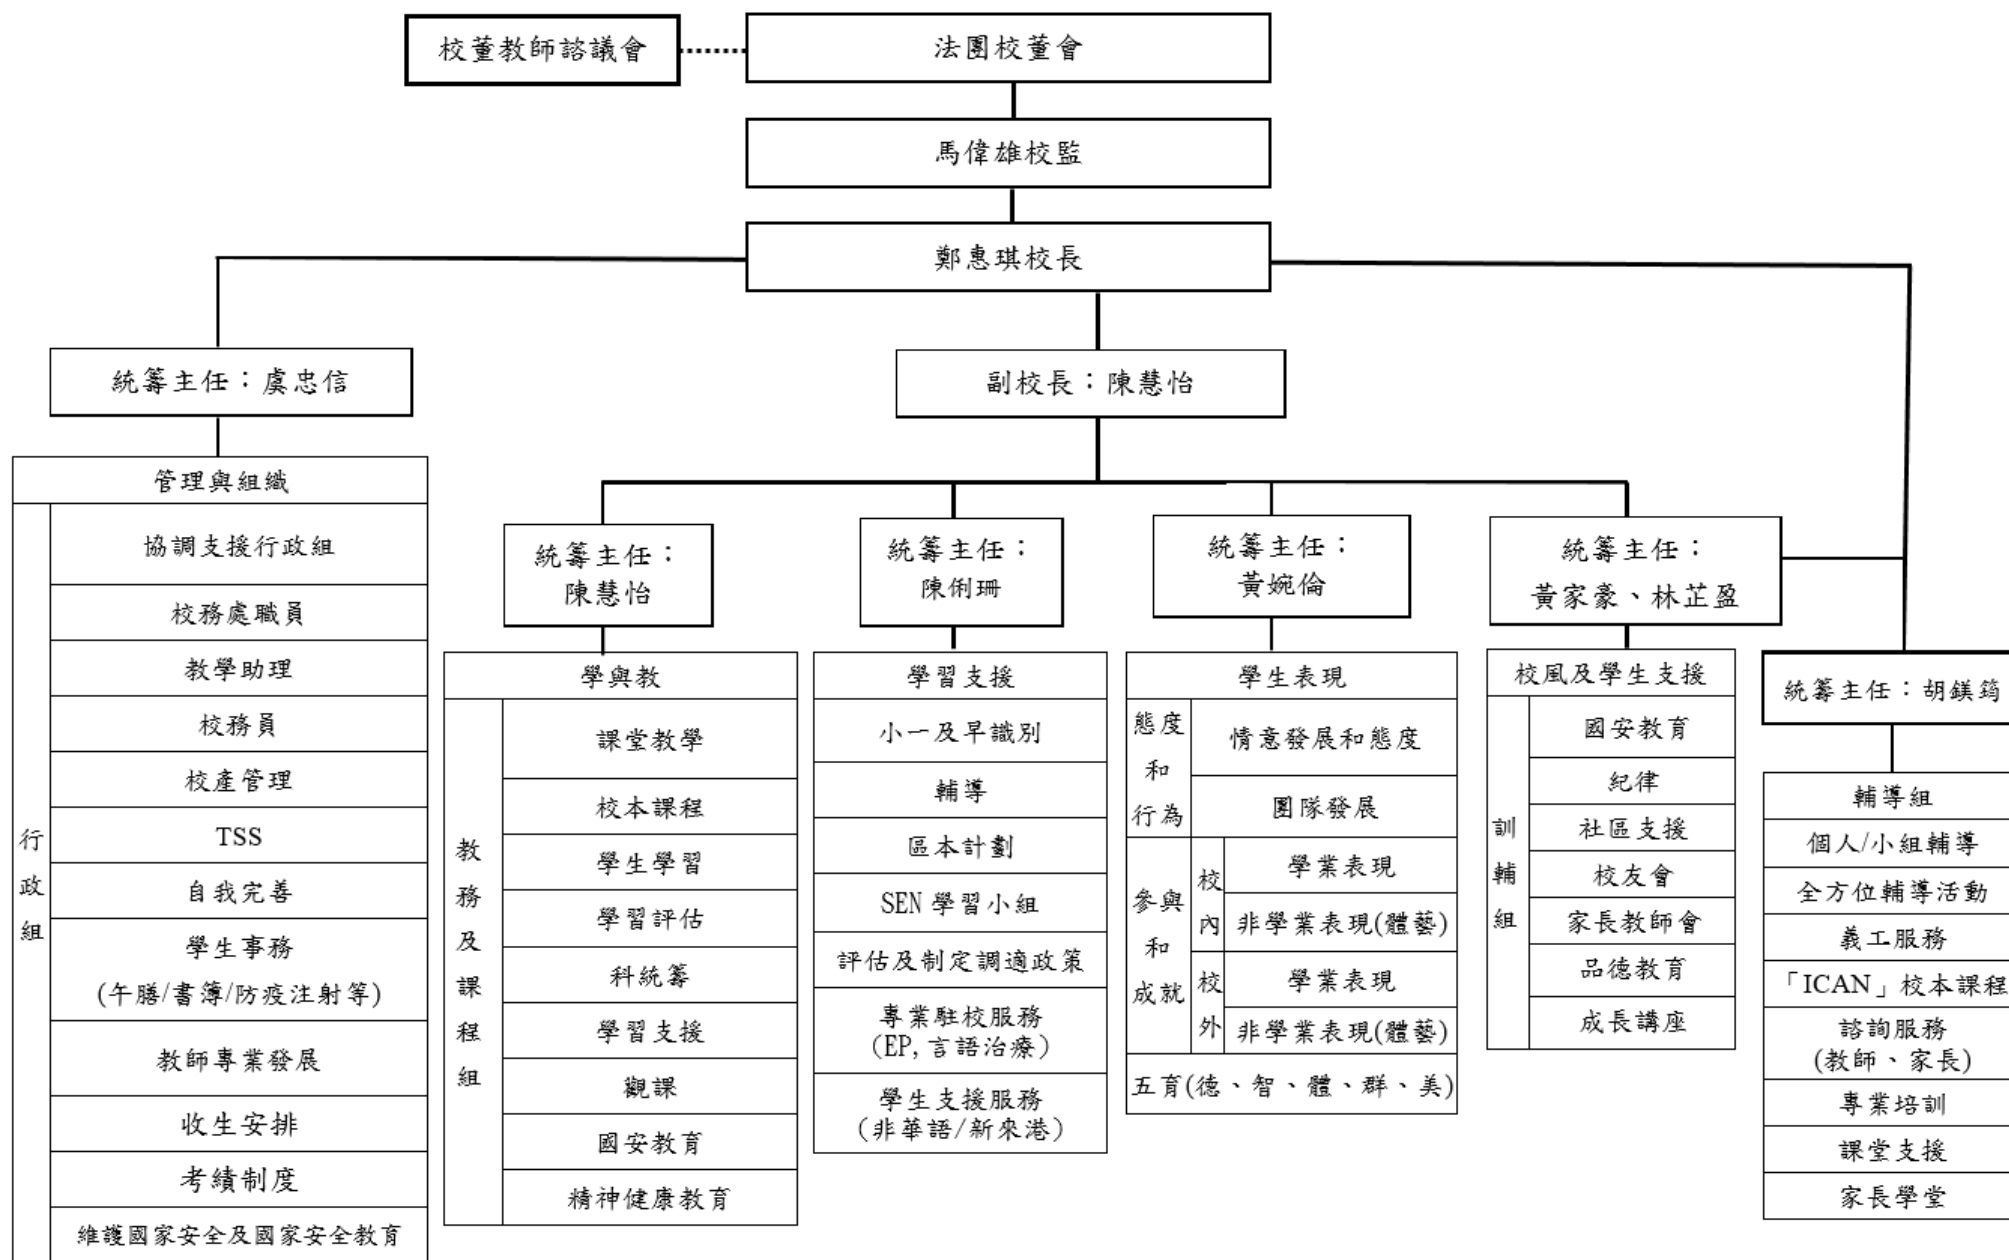 校董教師諮議會
法團校董會
馬偉雄校監
鄭惠琪校長
統籌主任：虞忠信
副校長：陳慧怡
管理與組織
行政組
協調支援行政組
校務處職員
教學助理
校務員
校產管理
TSS
自我完善
學生事務
(午膳/書簿/防疫注射等)
教師專業發展
收生安排
考績制度
維護國家安全及國家安全教育
統籌主任：
陳慧怡
學與教
教務及課程組
課堂教學
校本課程
學生學習
學習評估
科統籌
學習支援
觀課
國安教育
精神健康教育
統籌主任：
陳俐珊
學習支援
小一及早識別
輔導
區本計劃
SEN 學習小組
評估及制定調適政策
專業駐校服務
(EP, 言語治療)
學生支援服務
(非華語/新來港)
統籌主任：
黃婉倫
學生表現
態度
和
行為
情意發展和態度
團隊發展
參與
和
成就
校內
學業表現
非學業表現(體藝)
校外
學業表現
非學業表現(體藝)
五育(德、智、體、群、美)
統籌主任：
黃家豪、林芷盈
校風及學生支援
訓輔組
國安教育
紀律
社區支援
校友會
家長教師會
品德教育
成長講座
統籌主任：胡鎂筠
輔導組
個人/小組輔導
全方位輔導活動
義工服務
「ICAN」校本課程
諮詢服務
(教師、家長)
專業培訓
課堂支援
家長學堂